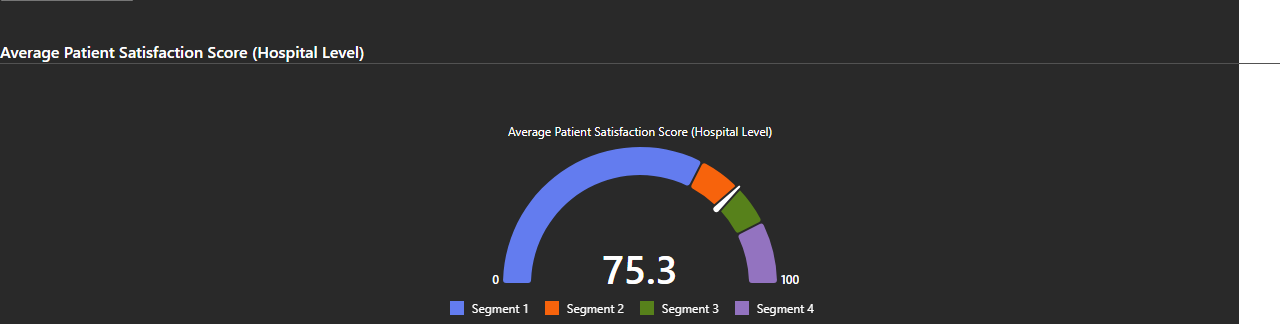 Average Patient Satisfaction Score (Hospital Level)
Average Patient Satisfaction Score (Hospital Level)
75.3
0
100
Segment 1
Segment 2
Segment 3
Segment 4